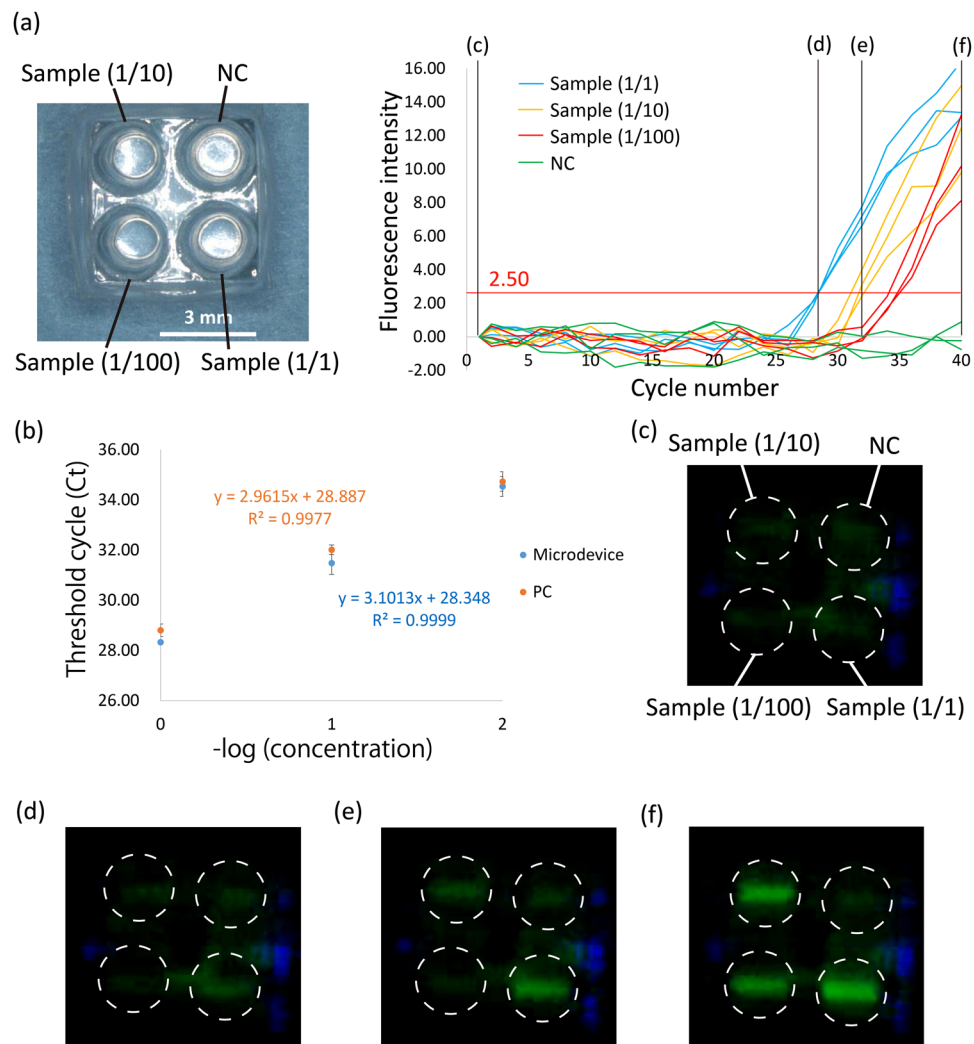 (a)
Sample (1/10)
NC
3 mm
Sample (1/100)
Sample (1/1)
(c)
(d)
(e)
(f)
Fluorescence intensity
16.00
14.00
12.00
10.00
8.00
6.00
4.00
2.00
0.00
-2.00
Sample (1/1)
Sample (1/10)
Sample (1/100)
NC
2.50
0
5
10
15
20
25
30
35
40
Cycle number
(b)
Threshold cycle (Ct)
36.00
34.00
32.00
30.00
28.00
26.00
y = 2.9615x + 28.887
R² = 0.9977
y = 3.1013x + 28.348
R² = 0.9999
Microdevice
PC
0
1
2
-log (concentration)
(c)
Sample (1/10)
NC
Sample (1/100)
Sample (1/1)
(d)
(e)
(f)